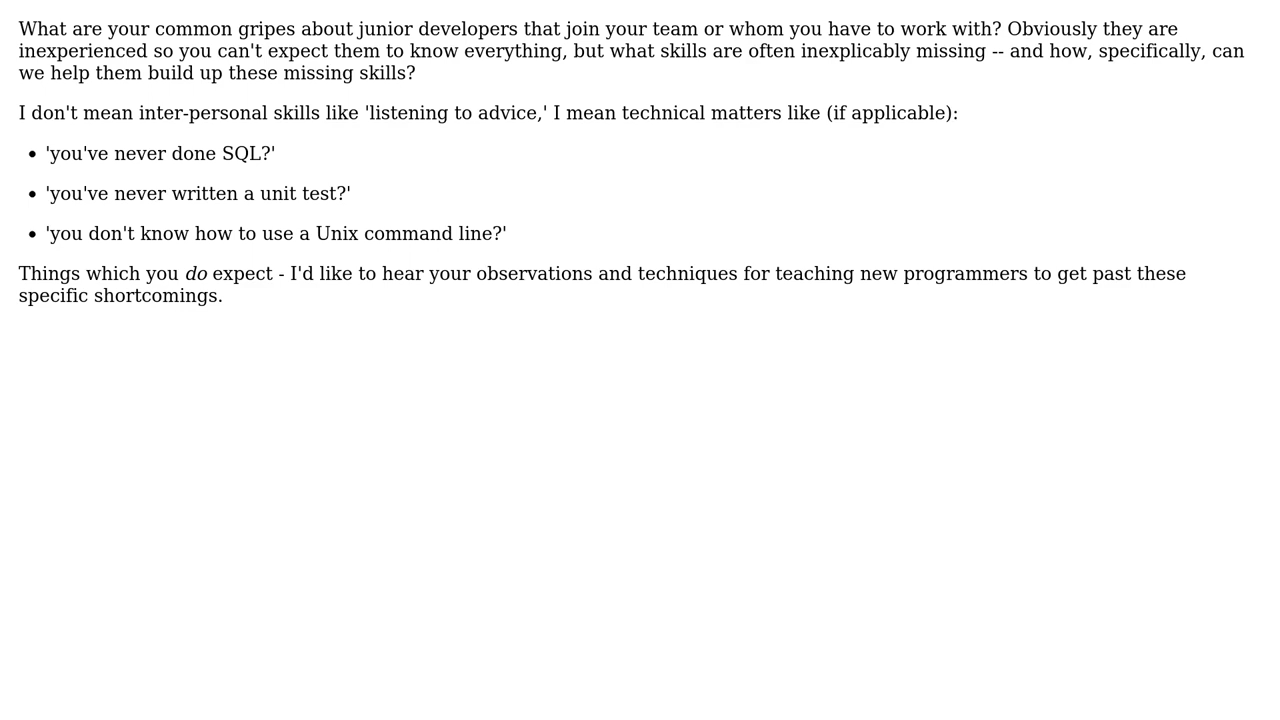 What are your common gripes about junior developers that join your team or whom you have to work with? Obviously they are
inexperienced so you can't expect them to know everything, but what skills are often inexplicably missing -- and how, specifically, can
we help them build up these missing skills?
I don't mean inter-personal skills like 'listening to advice,' I mean technical matters like (if applicable):
• 'you've never done SQL?'
• 'you've never written a unit test?'
• 'you don't know how to use a Unix command line?'
Things which you do expect - I'd like to hear your observations and techniques for teaching new programmers to get past these
specific shortcomings.